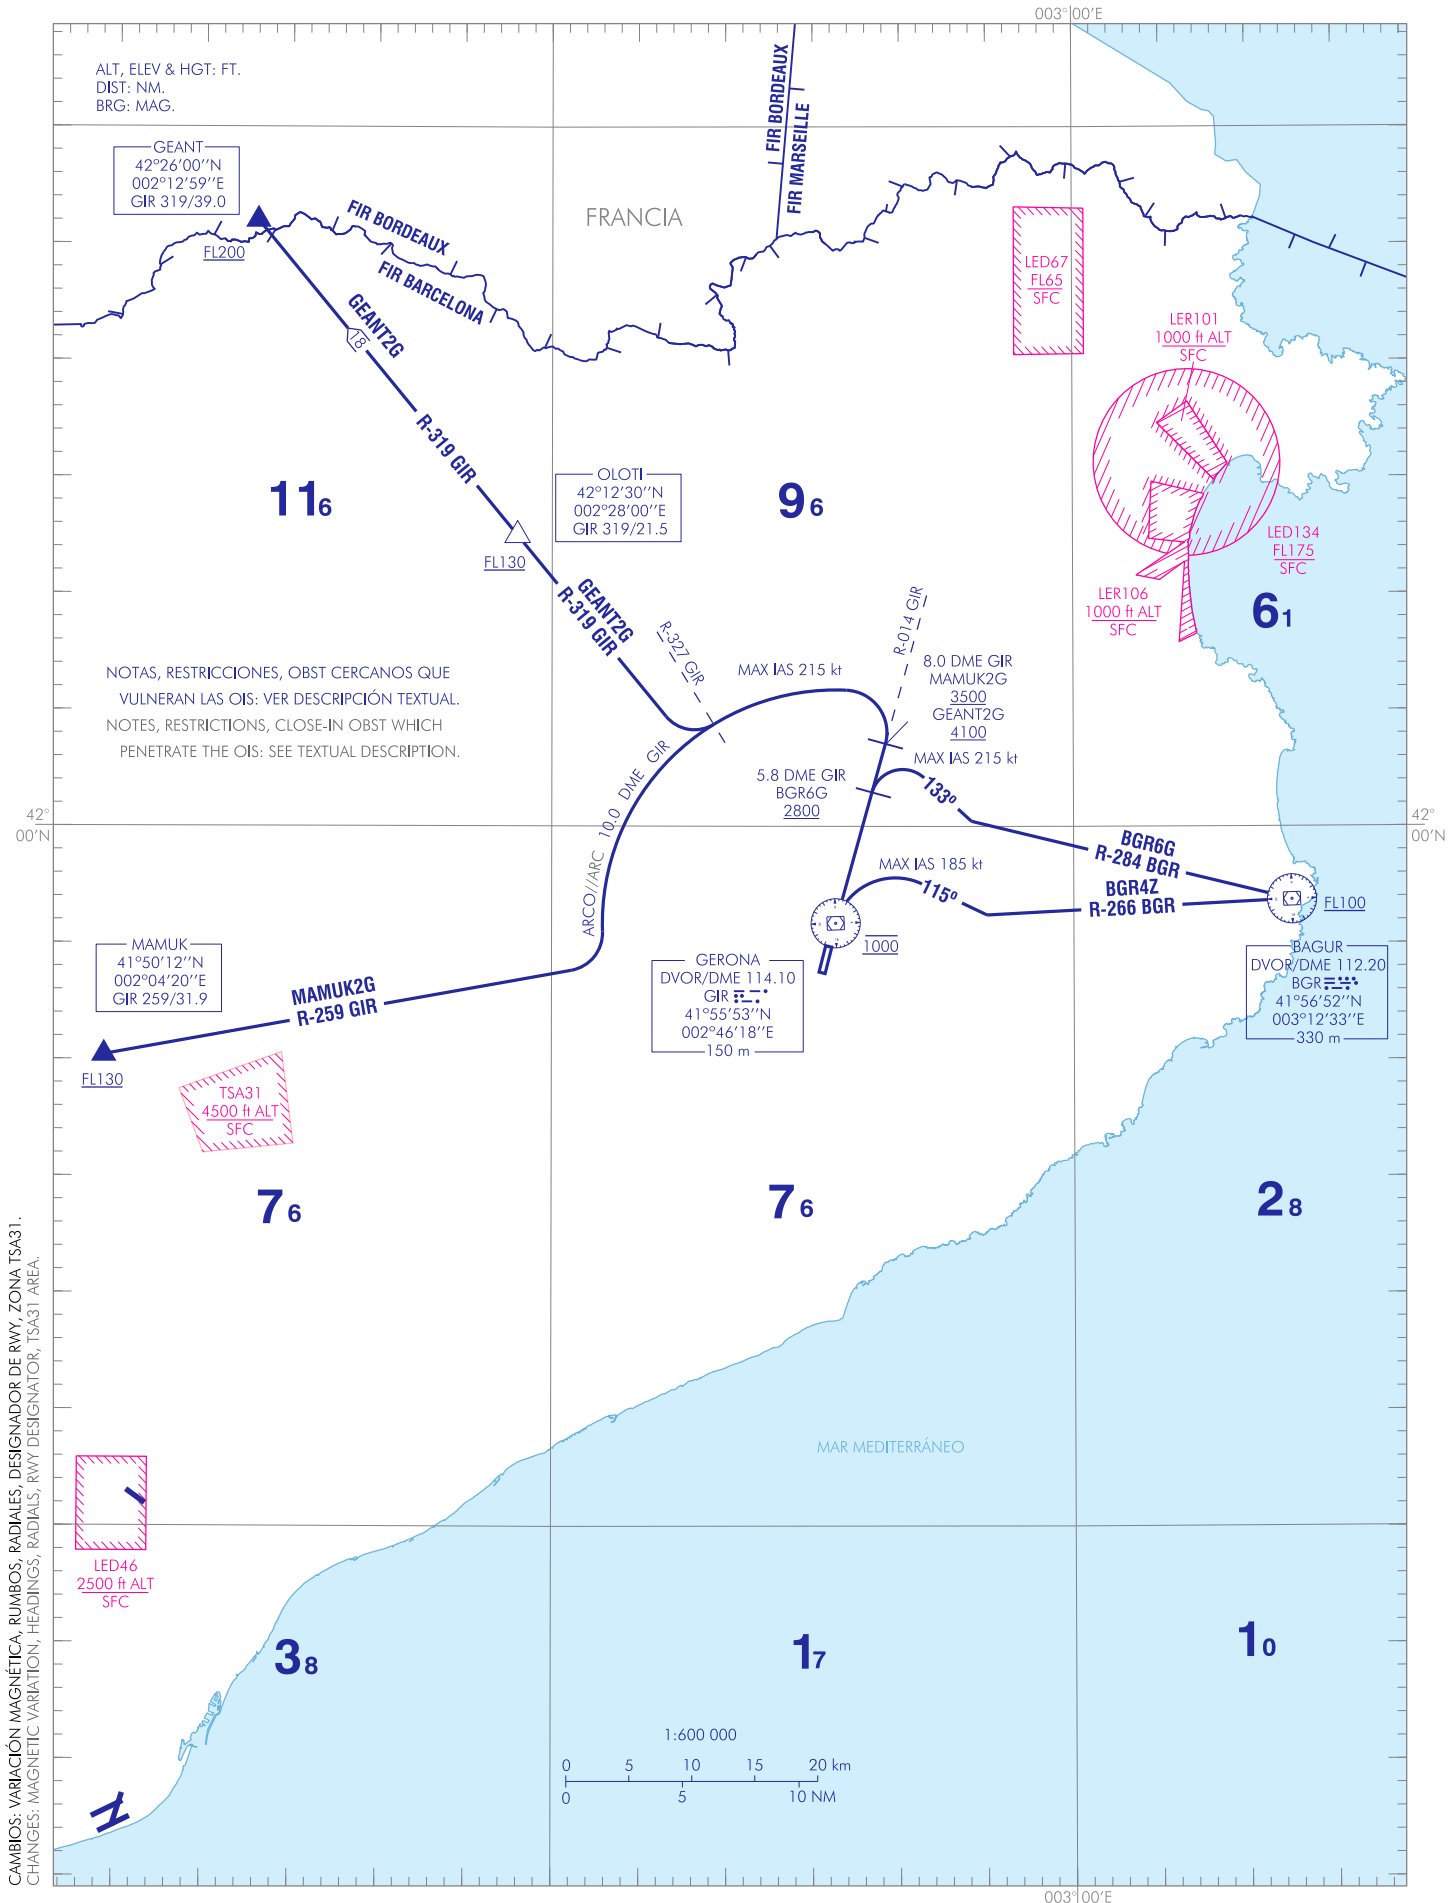 003°00'E
ALT, ELEV & HGT: FT.
DIST: NM.
BRG: MAG.
GEANT
42°26'00''N
002°12'59''E
GIR 319/39.0
FL200
FIR BORDEAUX
FIR BARCELONA
FRANCIA
FIR BORDEAUX
FIR MARSEILLE
LED67
FL65
SFC
LER101
1000 ft ALT
SFC
GEANT2G
18
R-319 GIR
11 6
9 6
OLOTI
42°12'30''N
002°28'00''E
GIR 319/21.5
FL130
LED134
FL175
SFC
LER106
1000 ft ALT
SFC
6 1
GEANT2G
R-319 GIR
R-327 GIR
R-014 GIR
MAX IAS 215 kt
8.0 DME GIR
MAMUK2G
3500
GEANT2G
4100
NOTAS, RESTRICCIONES, OBST CERCANOS QUE
VULNERAN LAS OIS: VER DESCRIPCIÓN TEXTUAL.
NOTES, RESTRICTIONS, CLOSE-IN OBST WHICH
PENETRATE THE OIS: SEE TEXTUAL DESCRIPTION.
MAX IAS 215 kt
5.8 DME GIR
BGR6G
2800
133º
42°
00'N
42°
00'N
ARCO//ARC 10.0 DME GIR
BGR6G
R-284 BGR
MAX IAS 185 kt
115º
BGR4Z
R-266 BGR
FL100
1000
MAMUK
41°50'12''N
002°04'20''E
GIR 259/31.9
MAMUK2G
R-259 GIR
FL130
GERONA
DVOR/DME 114.10
GIR
41°55'53''N
002°46'18''E
150 m
BAGUR
DVOR/DME 112.20
BGR
41°56'52''N
003°12'33''E
330 m
TSA31
4500 ft ALT
SFC
7 6
7 6
2 8
MAR MEDITERRÁNEO
LED46
2500 ft ALT
SFC
3 8
1 7
1 0
1:600 000
0 5 10 15 20 km
0 5 10 NM
003°00'E
CAMBIOS: VARIACIÓN MAGNÉTICA, RUMBOS, RADIALES, DESIGNADOR DE RWY, ZONA TSA31.
CHANGES: MAGNETIC VARIATION, HEADINGS, RADIALS, RWY DESIGNATOR, TSA31 AREA.